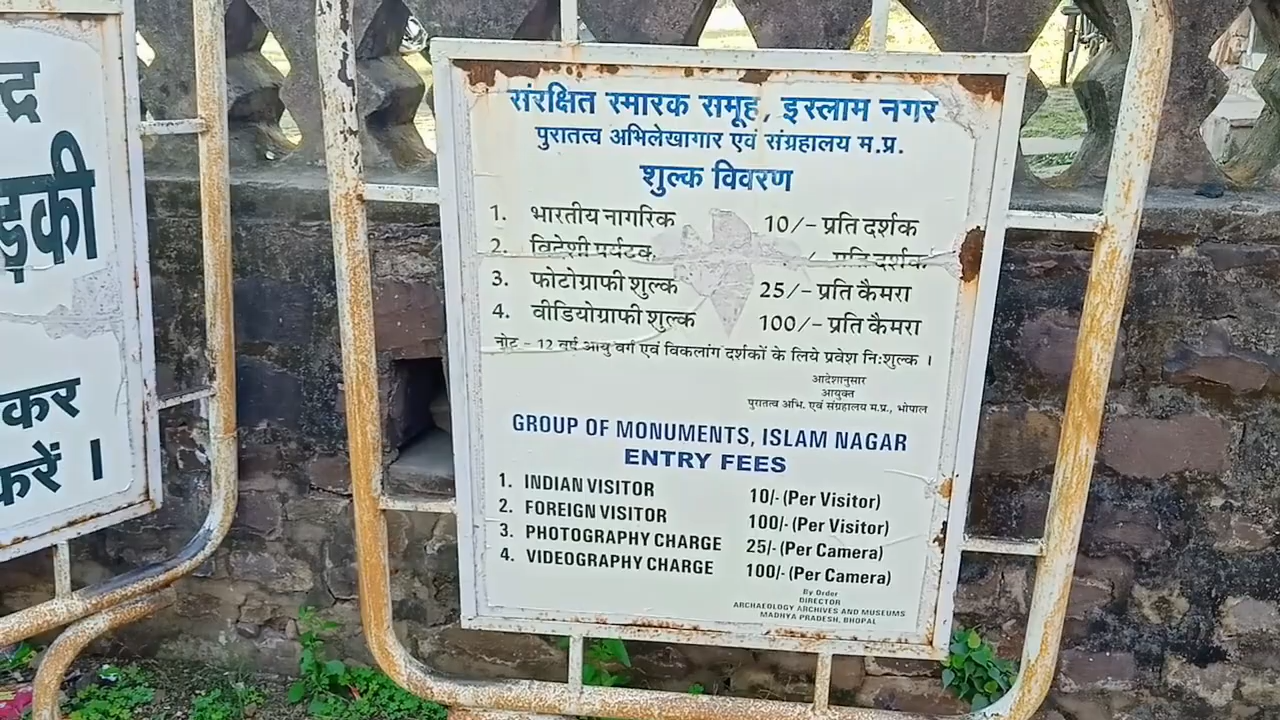 द्र
ड़की
कर
करें ।
संरक्षित स्मारक समूह, इस्लाम नगर
पुरातत्व अभिलेखागार एवं संग्रहालय म.प्र.
शुल्क विवरण
1. भारतीय नागरिक 10/- प्रति दर्शक
2. विदेशी पर्यटक /- प्रति दर्शक
3. फोटोग्राफी शुल्क 25/- प्रति कैमरा
4. वीडियोग्राफी शुल्क 100/- प्रति कैमरा
नोट - 12 वर्ष आयु वर्ग एवं विकलांग दर्शकों के लिये प्रवेश निःशुल्क ।
आदेशानुसार
आयुक्त
पुरातत्व अभि. एवं संग्रहालय म.प्र., भोपाल
GROUP OF MONUMENTS, ISLAM NAGAR
ENTRY FEES
1. INDIAN VISITOR 10/- (Per Visitor)
2. FOREIGN VISITOR 100/- (Per Visitor)
3. PHOTOGRAPHY CHARGE 25/- (Per Camera)
4. VIDEOGRAPHY CHARGE 100/- (Per Camera)
By Order
DIRECTOR
ARCHAEOLOGY ARCHIVES AND MUSEUMS
MADHYA PRADESH, BHOPAL